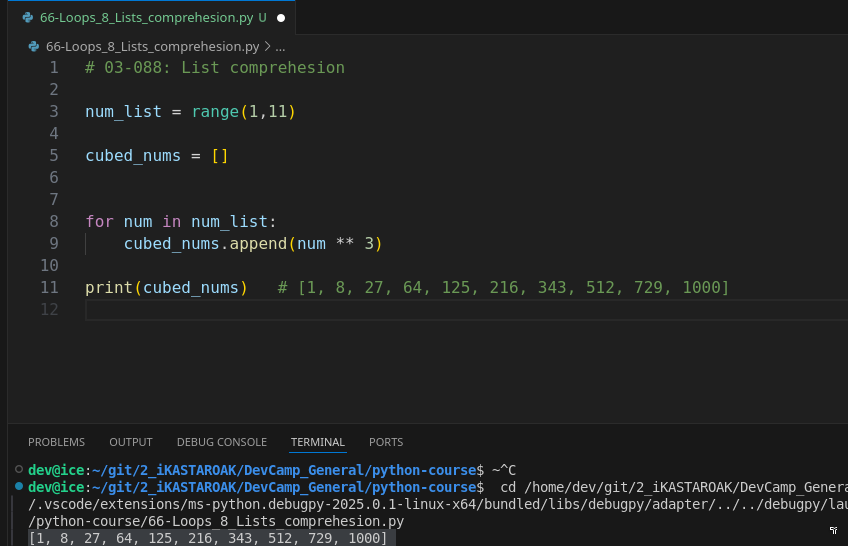 66-Loops_8_Lists_comprehesion.py U
66-Loops_8_Lists_comprehesion.py > ...
1 # 03-088: List comprehesion
2
3 num_list = range(1,11)
4
5 cubed_nums = []
6
7
8 for num in num_list:
9     cubed_nums.append(num ** 3)
10
11 print(cubed_nums)   # [1, 8, 27, 64, 125, 216, 343, 512, 729, 1000]
12
PROBLEMS OUTPUT DEBUG CONSOLE TERMINAL PORTS
dev@ice:~/git/2_iKASTAROAK/DevCamp_General/python-course$ ~^C
dev@ice:~/git/2_iKASTAROAK/DevCamp_General/python-course$  cd /home/dev/git/2_iKASTAROAK/DevCamp_Genera
/.vscode/extensions/ms-python.debugpy-2025.0.1-linux-x64/bundled/libs/debugpy/adapter/../../debugpy/lau
/python-course/66-Loops_8_Lists_comprehesion.py
[1, 8, 27, 64, 125, 216, 343, 512, 729, 1000]